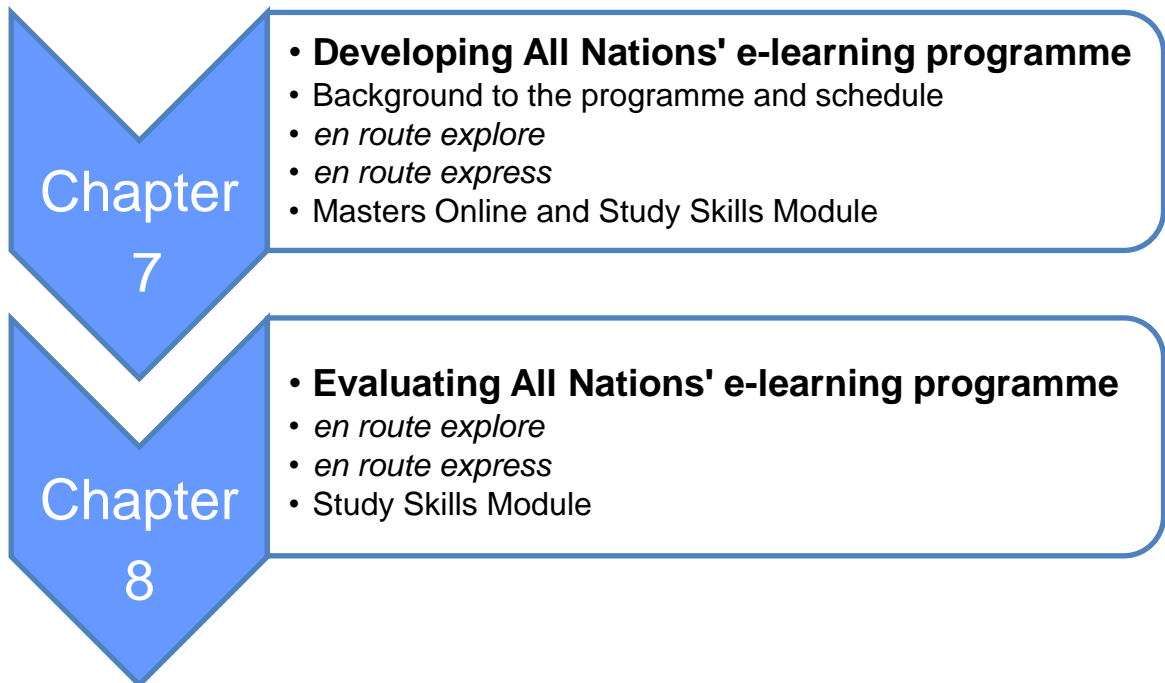 Chapter
7
• Developing All Nations' e-learning programme
• Background to the programme and schedule
• en route explore
• en route express
• Masters Online and Study Skills Module
Chapter
8
• Evaluating All Nations' e-learning programme
• en route explore
• en route express
• Study Skills Module